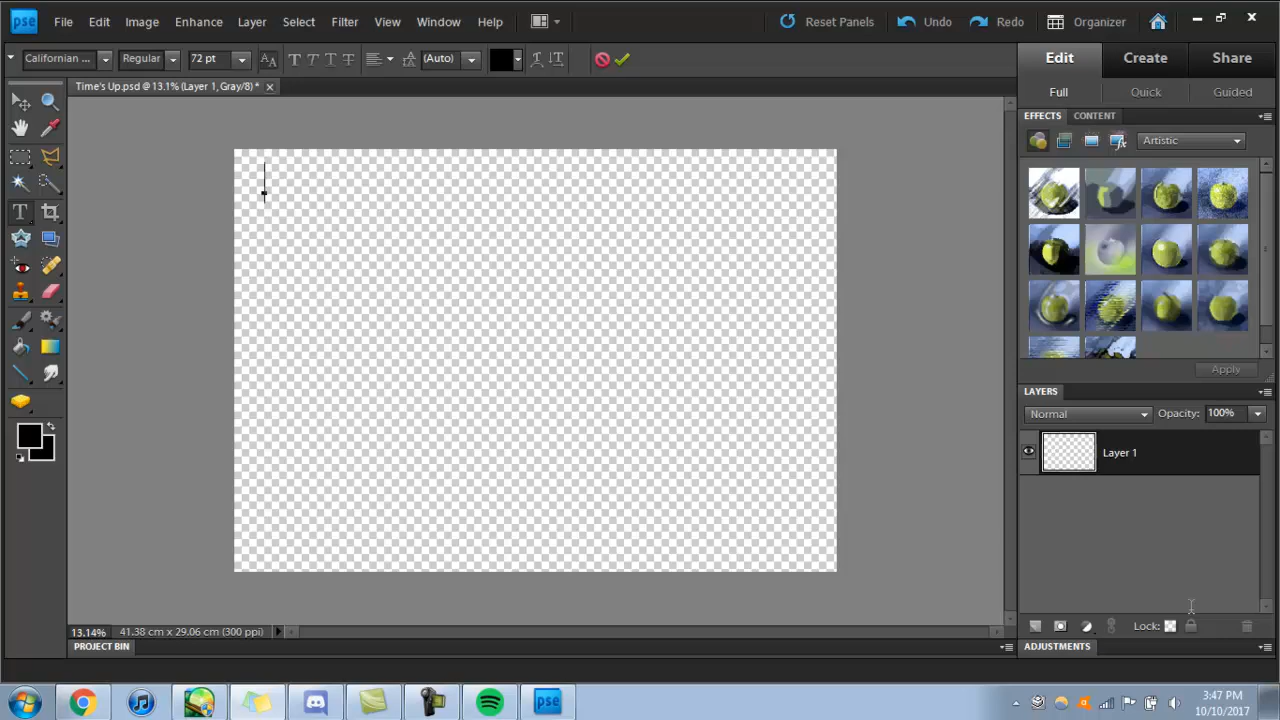 pse File Edit Image Enhance Layer Select Filter View Window Help Reset Panels Undo Redo Organizer
Californian ... Regular 72 pt (Auto) Edit Create Share
Time's Up.psd @ 13.1% (Layer 1,Gray/8) * Full Quick Guided
EFFECTS CONTENT
Artistic
Apply
LAYERS
Normal Opacity: 100%
Layer 1
Lock:
13.14% 41.38 cm x 29.06 cm (300 ppi)
PROJECT BIN ADJUSTMENTS
pse 3:47 PM
10/10/2017